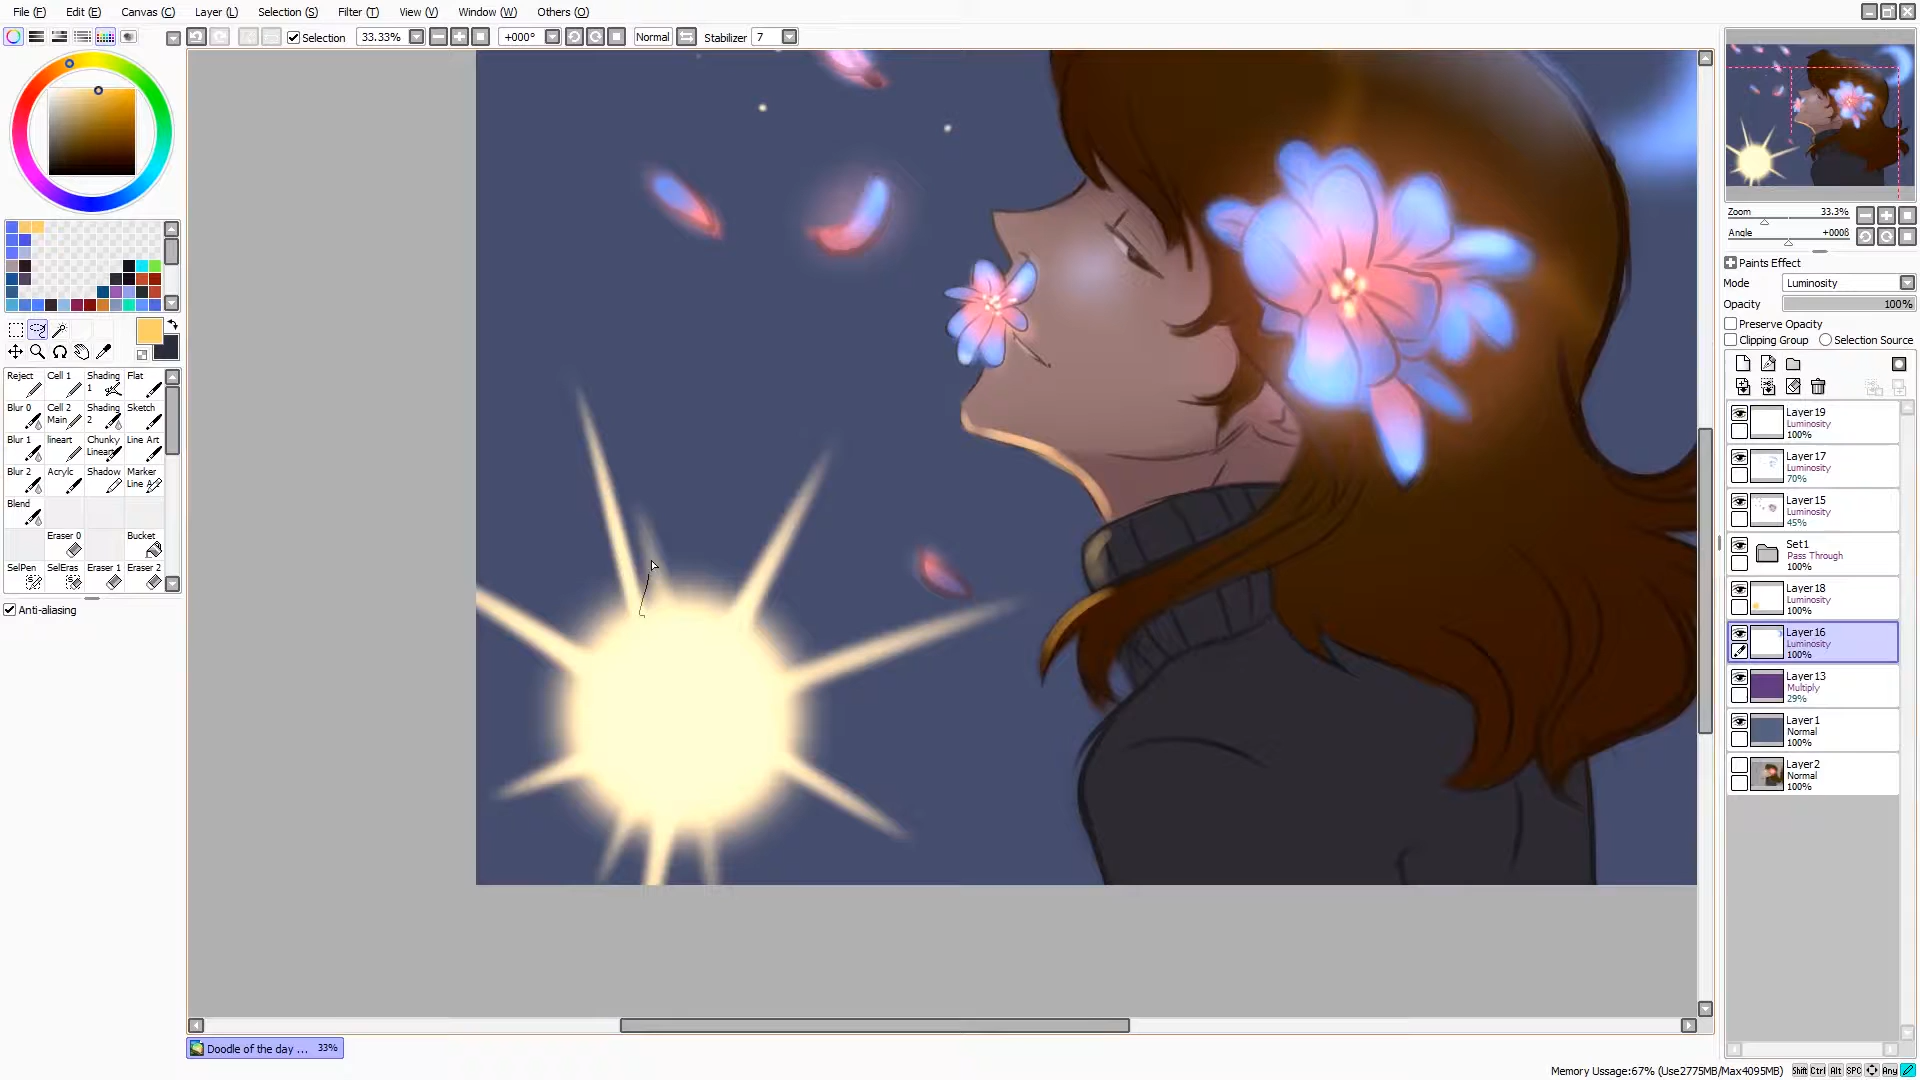 File (F) Edit (E) Canvas (C) Layer (L) Selection (S) Filter (T) View (V) Window (W) Others (O)
Selection 33.33% +000° Normal Stabilizer 7
Zoom 33.3%
Angle +000ß
Paints Effect
Mode Luminosity
Opacity 100%
Preserve Opacity
Clipping Group Selection Source
Reject Cell 1 Shading 1 Flat
Blur 0 Cell 2 Main Shading 2 Sketch
Blur 1 lineart Chunky Lineart Line Art
Blur 2 Acrylc Shadow Marker Line A
Blend
Eraser 0 Bucket
SelPen SelEras Eraser 1 Eraser 2
Anti-aliasing
Layer19
Luminosity
100%
Layer17
Luminosity
70%
Layer15
Luminosity
45%
Set1
Pass Through
100%
Layer18
Luminosity
100%
Layer16
Luminosity
100%
Layer13
Multiply
29%
Layer1
Normal
100%
Layer2
Normal
100%
Doodle of the day ... 33%
Memory Ussage:67% (Use2775MB/Max4095MB) Shift Ctrl Alt SPC Any